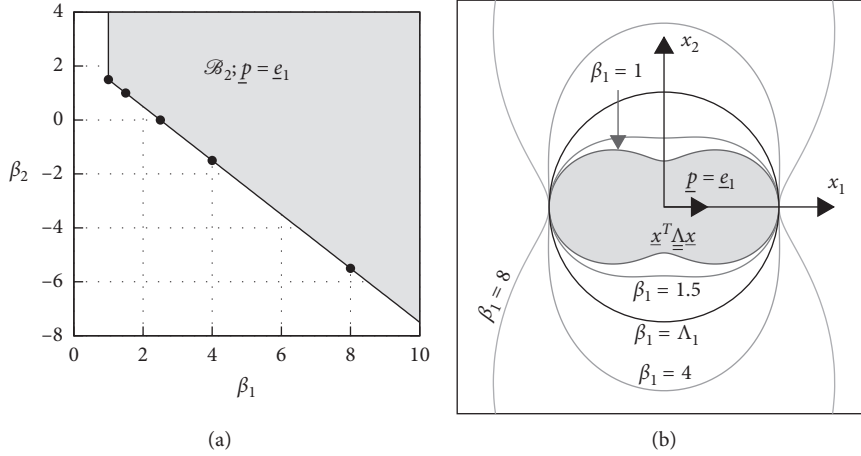 4
2
0
−2
−4
−6
−8
β2
ℬ2; p = e1
0
2
4
6
8
10
β1
(a)
x2
β1 = 1
p = e1
x1
x^T Λ x
β1 = 8
β1 = 1.5
β1 = Λ1
β1 = 4
(b)